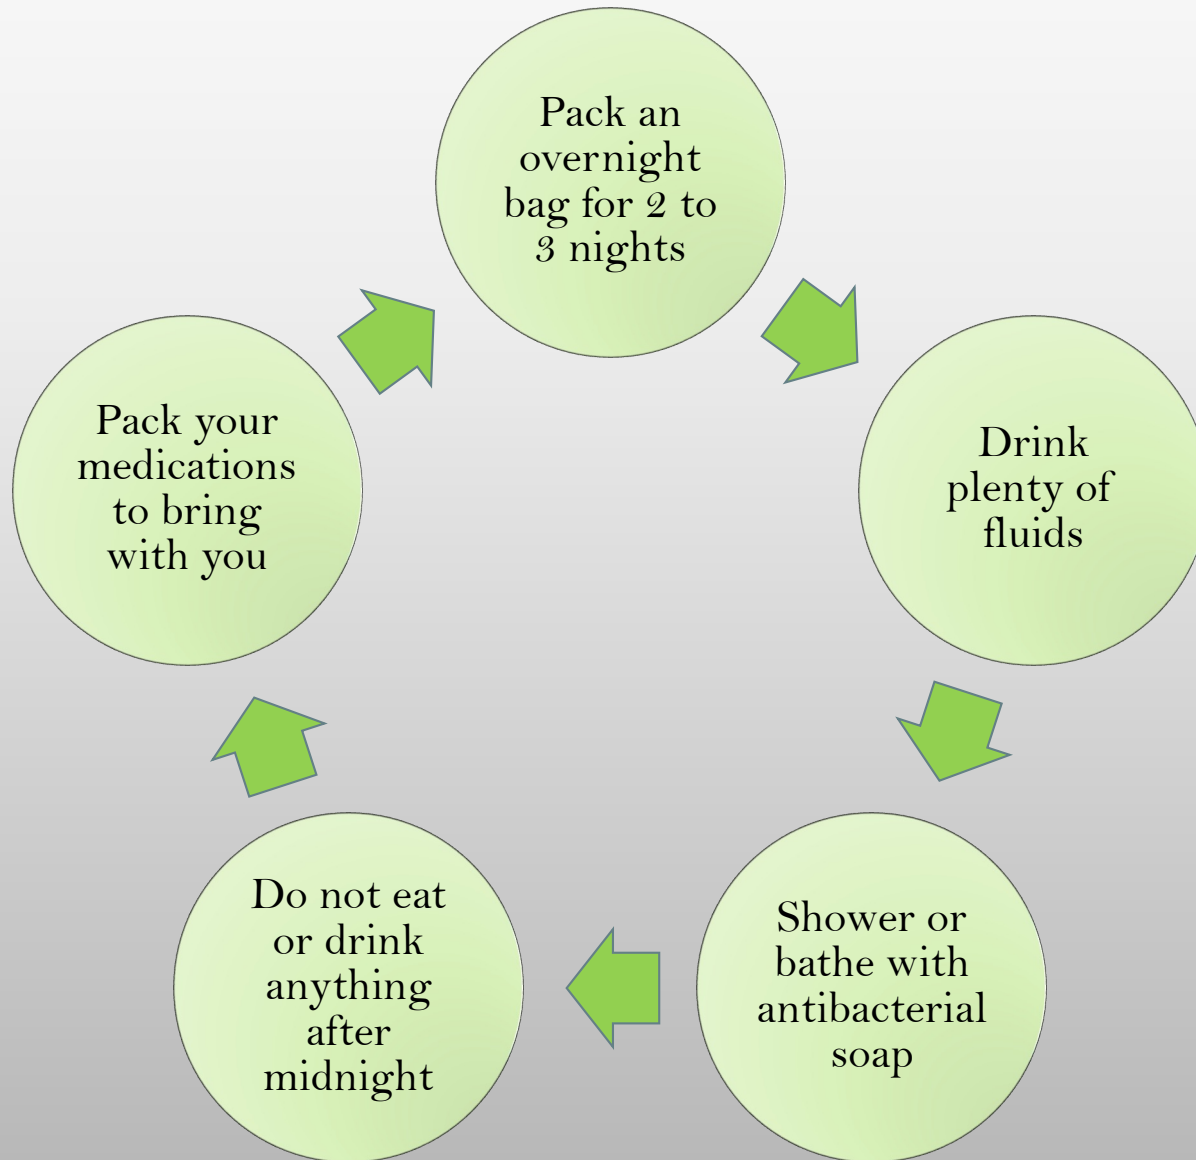 Pack an
overnight
bag for 2 to
3 nights
Drink
plenty of
fluids
Shower or
bathe with
antibacterial
soap
Do not eat
or drink
anything
after
midnight
Pack your
medications
to bring
with you